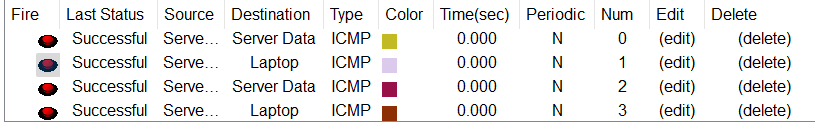 Fire Last Status Source Destination Type Color Time(sec) Periodic Num Edit Delete
Successful Serve... Server Data ICMP 0.000 N 0 (edit) (delete)
Successful Serve... Laptop ICMP 0.000 N 1 (edit) (delete)
Successful Serve... Server Data ICMP 0.000 N 2 (edit) (delete)
Successful Serve... Laptop ICMP 0.000 N 3 (edit) (delete)